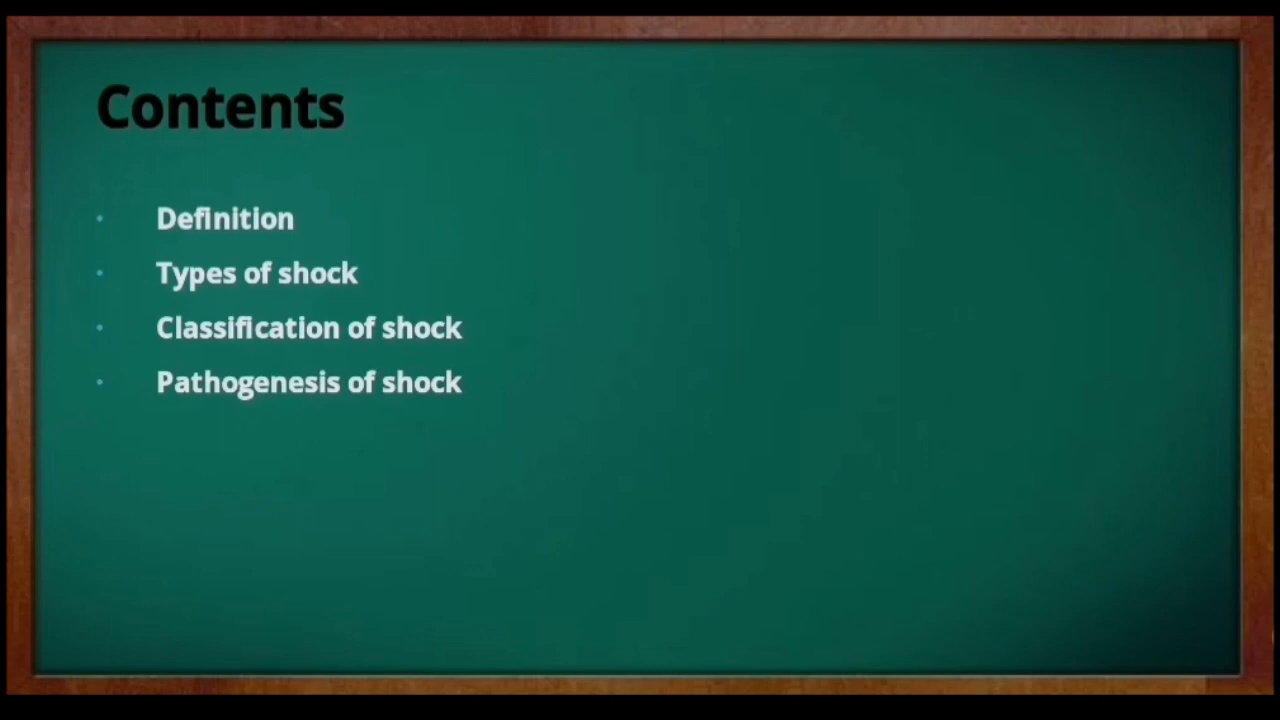 Contents
Definition
Types of shock
Classification of shock
Pathogenesis of shock